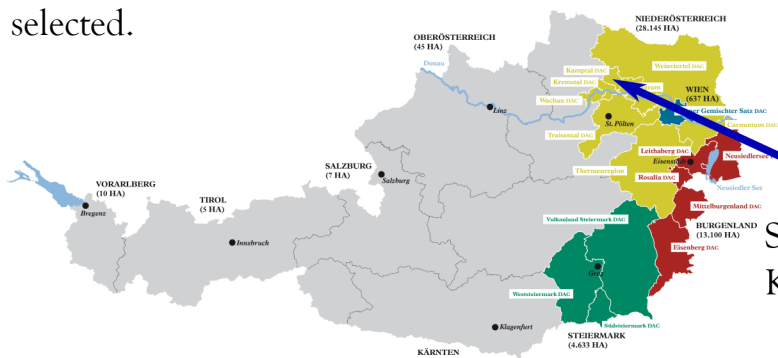 selected.
NIEDERÖSTERREICH
(28.145 HA)
OBERÖSTERREICH
(45 HA)
Donau
Weinviertel DAC
Kamptal DAC
Kremstal DAC
WIEN
(637 HA)
Wachau DAC
Linz
er Gemischter Satz DAC
St. Pölten
Carnuntum DAC
Traisental DAC
Leithaberg DAC
Eisenstadt
Neusiedlersee
SALZBURG
(7 HA)
Thermenregion
Rosalia DAC
Salzburg
Neusiedler See
VORARLBERG
(10 HA)
TIROL
(5 HA)
Mittelburgenland DAC
Bregenz
Vulkanland Steiermark DAC
BURGENLAND
(13.100 HA)
Innsbruck
Eisenberg DAC
S
Graz
K
Weststeiermark DAC
Klagenfurt
Südsteiermark DAC
STEIERMARK
(4.633 HA)
KÄRNTEN